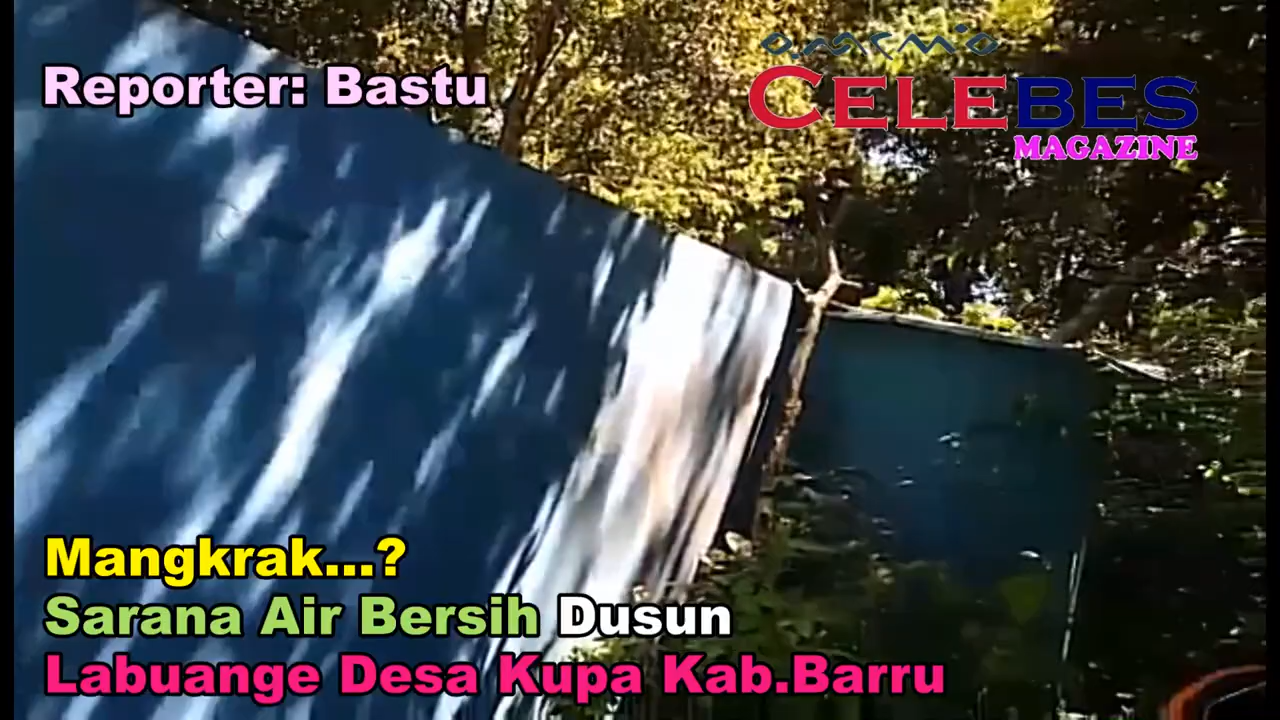 Reporter: Bastu
CELEBES
MAGAZINE
Mangkrak...?
Sarana Air Bersih Dusun
Labuange Desa Kupa Kab.Barru